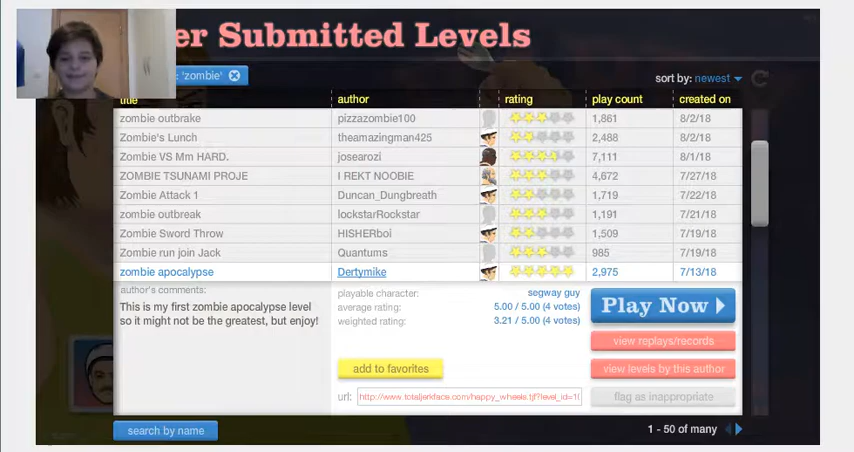 er Submitted Levels
: 'zombie'
sort by: newest
title author rating play count created on
zombie outbrake pizzazombie100 1,861 8/2/18
Zombie's Lunch theamazingman425 2,488 8/2/18
Zombie VS Mm HARD. josearozi 7,111 8/1/18
ZOMBIE TSUNAMI PROJE I REKT NOOBIE 4,672 7/27/18
Zombie Attack 1 Duncan_Dungbreath 1,719 7/22/18
zombie outbreak lockstarRockstar 1,191 7/21/18
Zombie Sword Throw HISHERboi 1,509 7/19/18
Zombie run join Jack Quantums 985 7/19/18
zombie apocalypse Dertymike 2,975 7/13/18
author's comments:
This is my first zombie apocalypse level
so it might not be the greatest, but enjoy!
playable character: segway guy
average rating: 5.00 / 5.00 (4 votes)
weighted rating: 3.21 / 5.00 (4 votes)
add to favorites
url: http://www.totaljerkface.com/happy_wheels.tjf?level_id=1
Play Now
view replays/records
view levels by this author
flag as inappropriate
search by name
1 - 50 of many